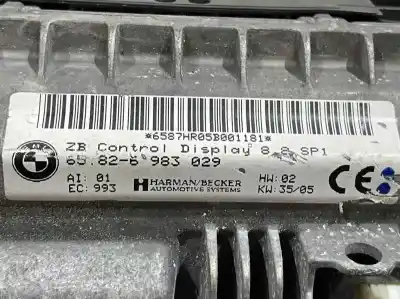 *6587HR05B001181*
ZB Control Display 8.8 SP1
65.82-6 983 029
AI: 01
EC: 993
HARMAN/BECKER
AUTOMOTIVE SYSTEMS
HW: 02
KW: 35/05
CE